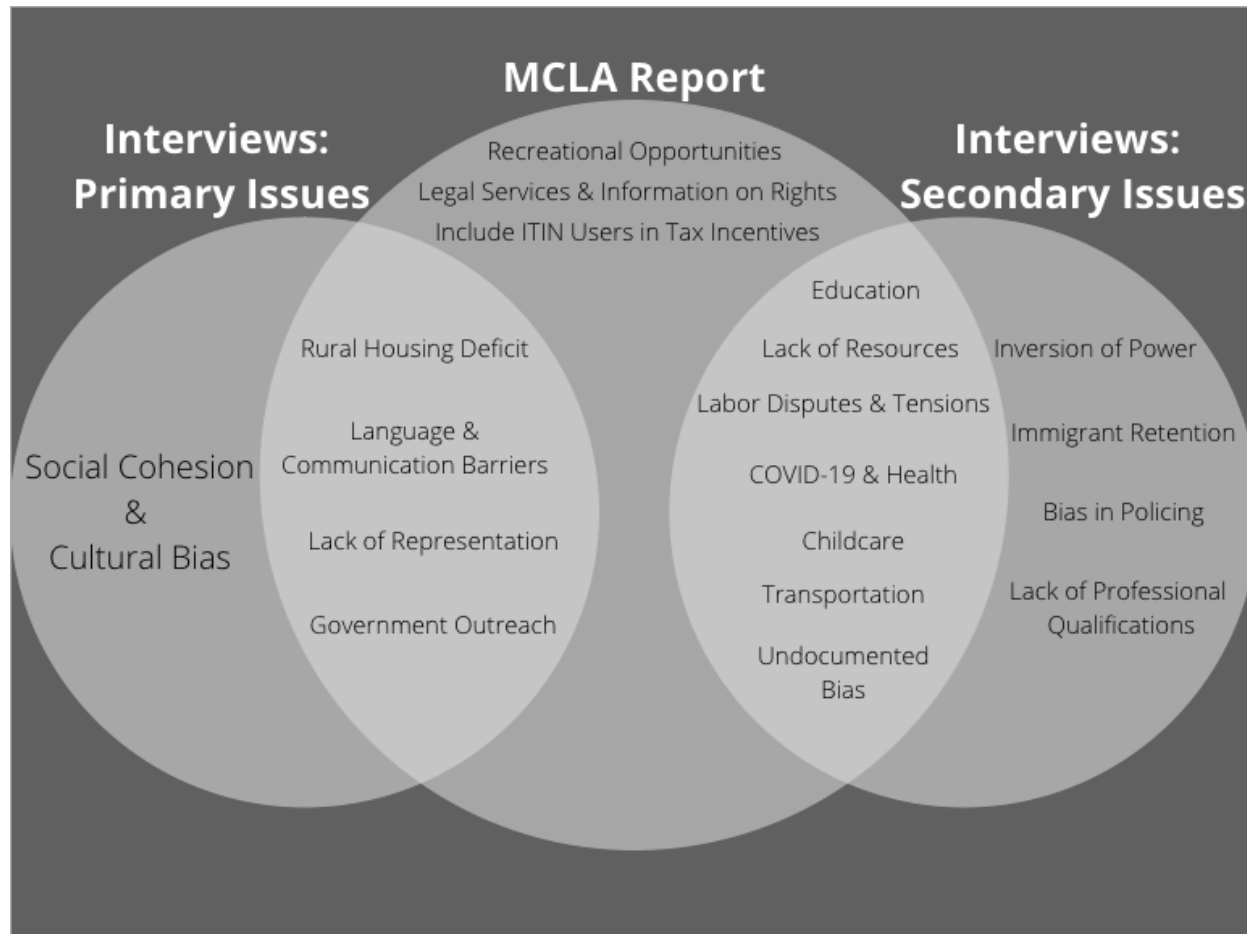 MCLA Report
Interviews:
Primary Issues
Interviews:
Secondary Issues
Recreational Opportunities
Legal Services & Information on Rights
Include ITIN Users in Tax Incentives
Social Cohesion
&
Cultural Bias
Rural Housing Deficit
Language &
Communication Barriers
Lack of Representation
Government Outreach
Education
Lack of Resources
Labor Disputes & Tensions
COVID-19 & Health
Childcare
Transportation
Undocumented
Bias
Inversion of Power
Immigrant Retention
Bias in Policing
Lack of Professional
Qualifications